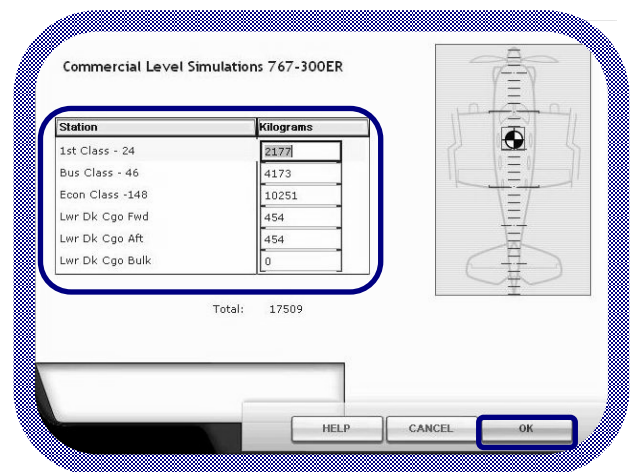 Commercial Level Simulations 767-300ER
Station Kilograms
1st Class - 24 2177
Bus Class - 46 4173
Econ Class -148 10251
Lwr Dk Cgo Fwd 454
Lwr Dk Cgo Aft 454
Lwr Dk Cgo Bulk 0
Total: 17509
HELP CANCEL OK